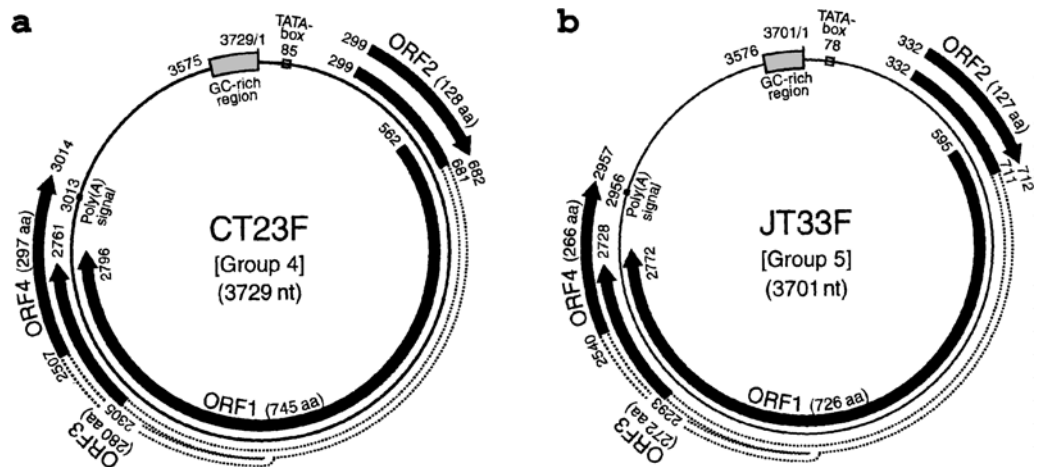 a
3575
3729/1
TATA-
box
85
GC-rich
region
299
299
ORF2 (128 aa)
562
681
682
3014
3013
Poly(A)
signal
2761
2796
ORF4 (297 aa)
CT23F
[Group 4]
(3729 nt)
2507
2305
ORF3
(280 aa)
ORF1 (745 aa)
b
3576
3701/1
TATA-
box
78
GC-rich
region
332
332
ORF2 (127 aa)
595
711
712
2957
2956
Poly(A)
signal
2728
2772
ORF4 (266 aa)
JT33F
[Group 5]
(3701 nt)
2540
2293
ORF3
(272 aa)
ORF1 (726 aa)